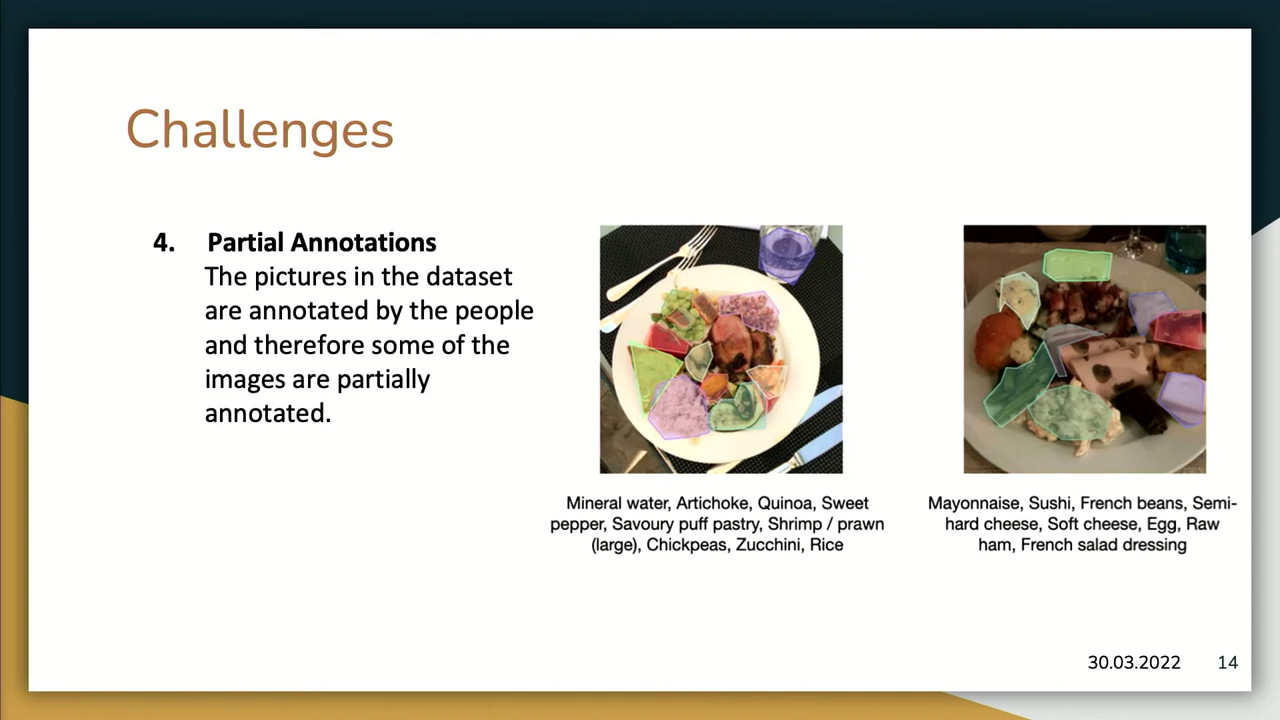 Challenges
4. Partial Annotations
The pictures in the dataset
are annotated by the people
and therefore some of the
images are partially
annotated.
Mineral water, Artichoke, Quinoa, Sweet
pepper, Savoury puff pastry, Shrimp / prawn
(large), Chickpeas, Zucchini, Rice
Mayonnaise, Sushi, French beans, Semi-
hard cheese, Soft cheese, Egg, Raw
ham, French salad dressing
30.03.2022 14